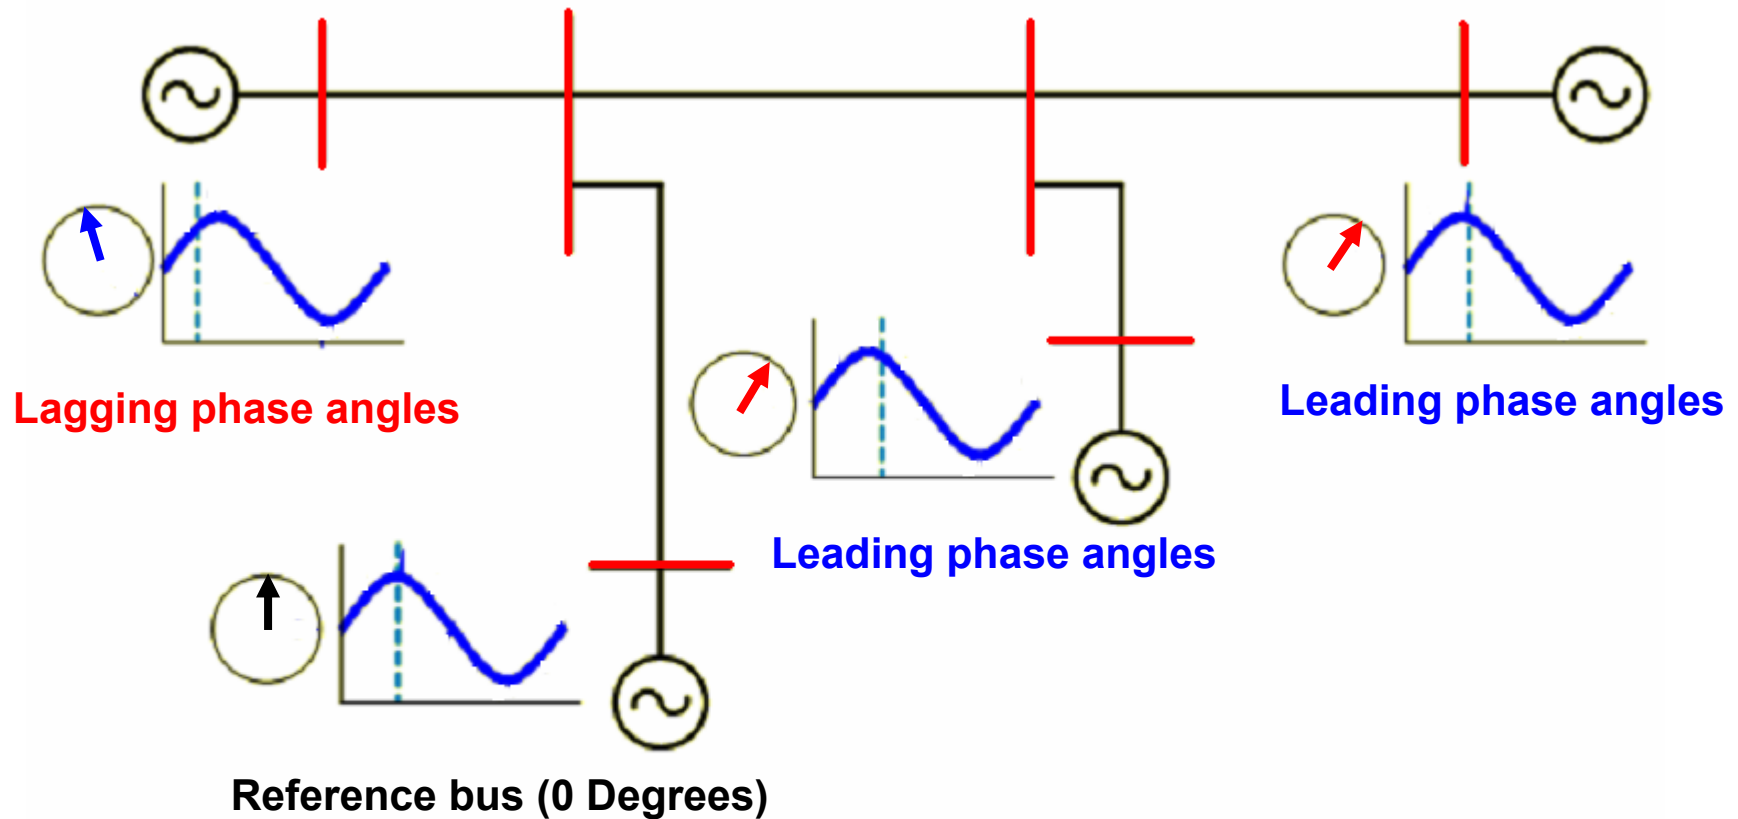 Lagging phase angles
Leading phase angles
Leading phase angles
Reference bus (0 Degrees)